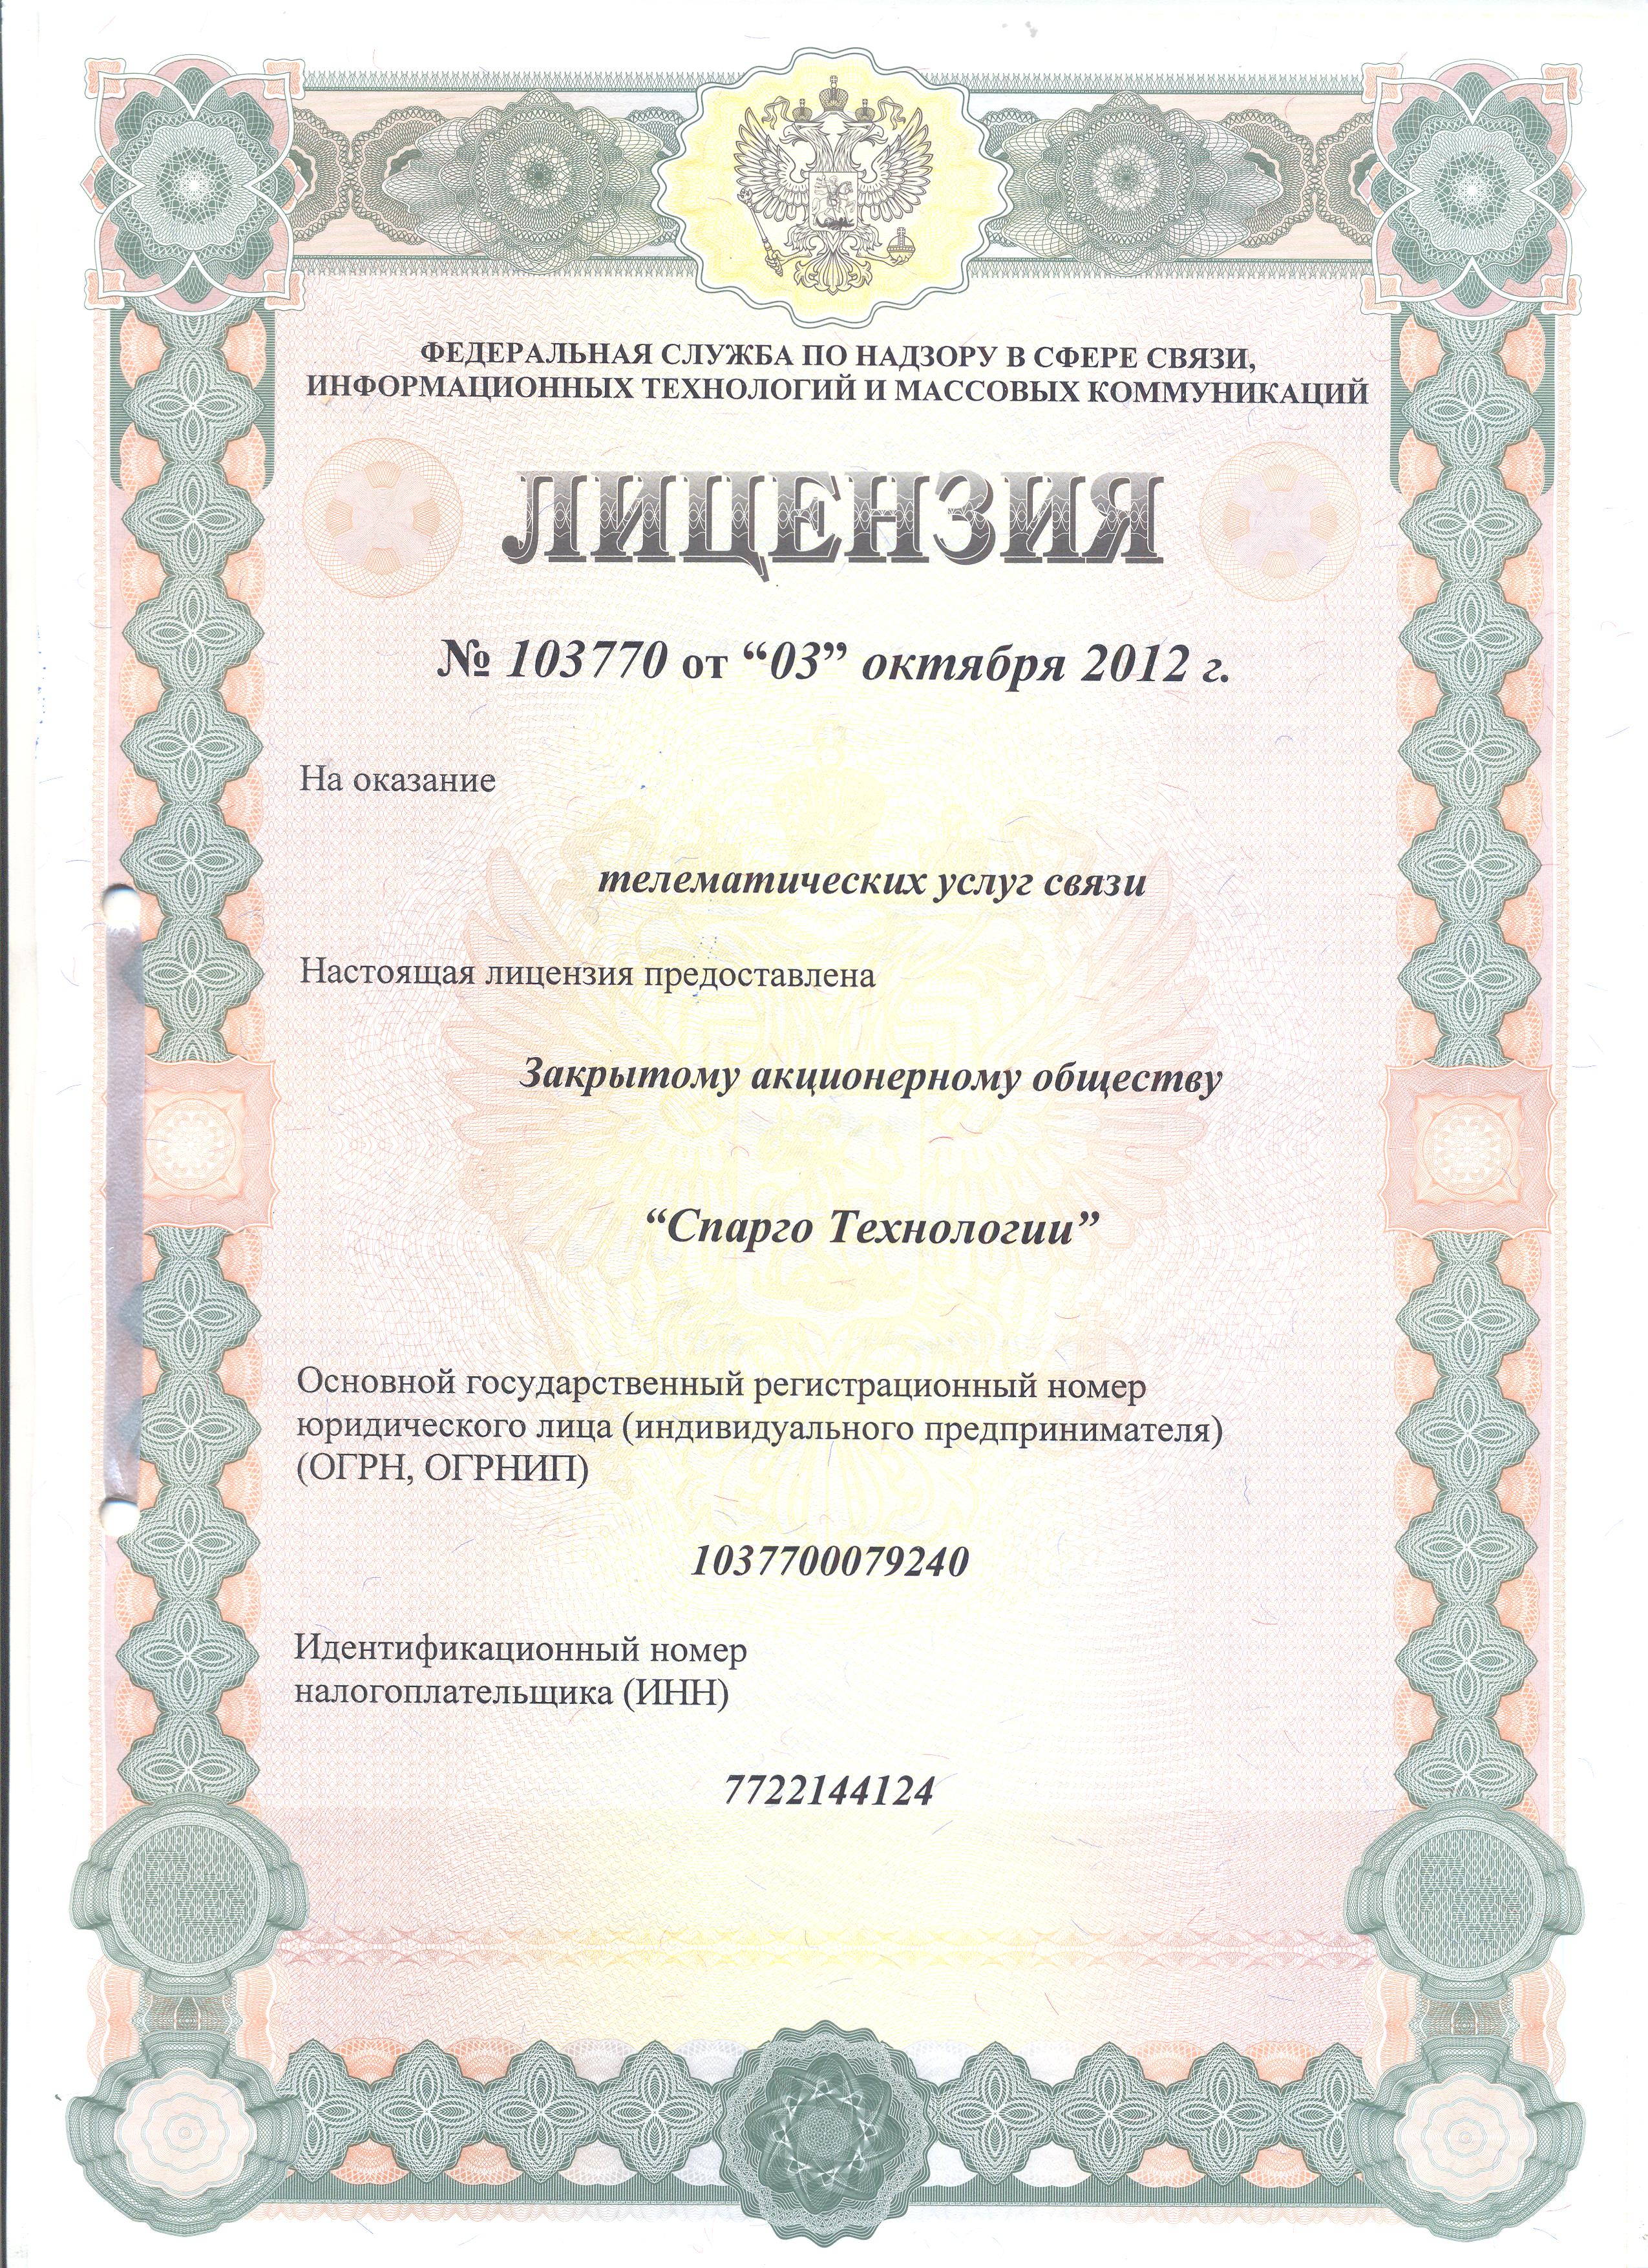 ФЕДЕРАЛЬНАЯ СЛУЖБА ПО НАДЗОРУ В СФЕРЕ СВЯЗИ,
ИНФОРМАЦИОННЫХ ТЕХНОЛОГИЙ И МАССОВЫХ КОММУНИКАЦИЙ
ЛИЦЕНЗИЯ
№ 103770 от “03” октября 2012 г.
На оказание
телематических услуг связи
Настоящая лицензия предоставлена
Закрытому акционерному обществу
“Спарго Технологии”
Основной государственный регистрационный номер
юридического лица (индивидуального предпринимателя)
(ОГРН, ОГРНИП)
1037700079240
Идентификационный номер
налогоплательщика (ИНН)
7722144124